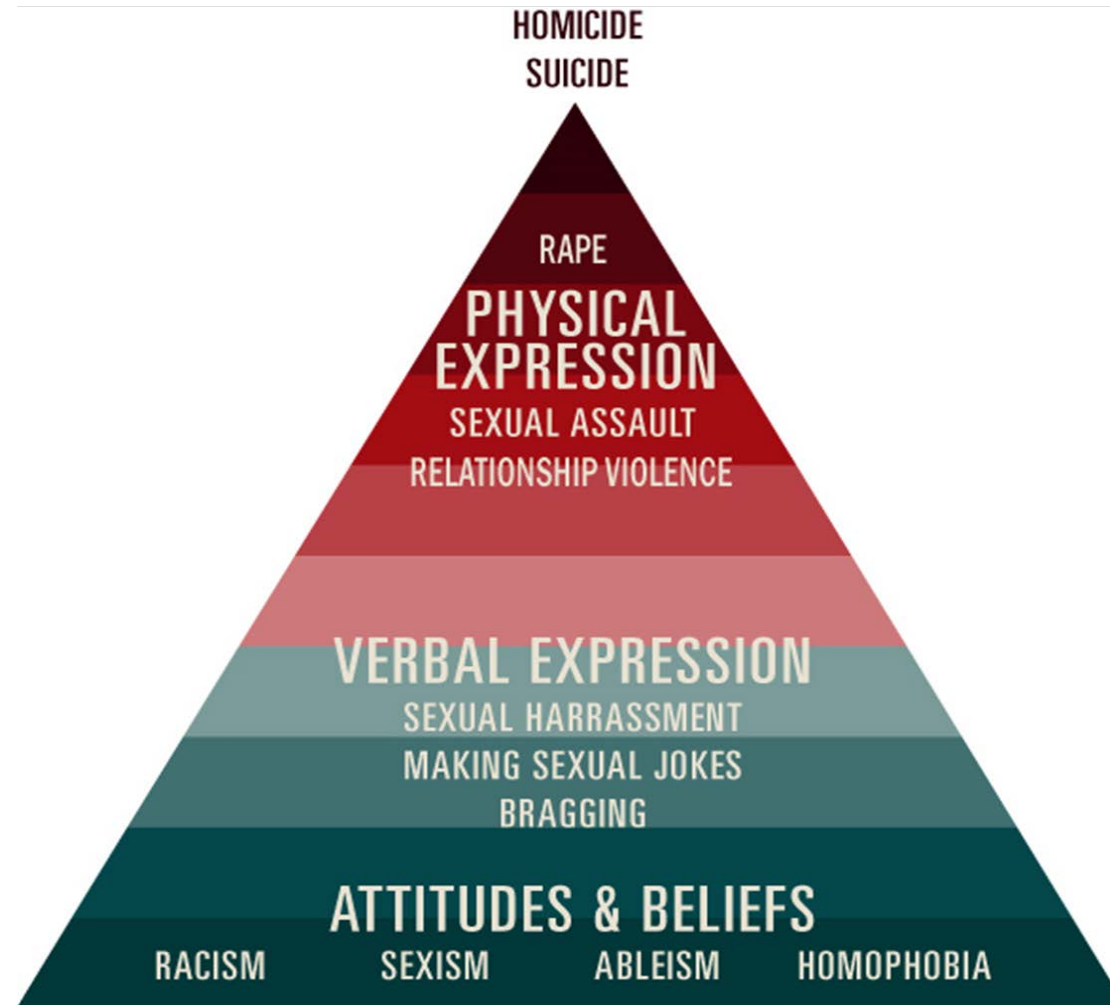 HOMICIDE
SUICIDE
RAPE
PHYSICAL
EXPRESSION
SEXUAL ASSAULT
RELATIONSHIP VIOLENCE
VERBAL EXPRESSION
SEXUAL HARRASSMENT
MAKING SEXUAL JOKES
BRAGGING
ATTITUDES & BELIEFS
RACISM SEXISM ABLEISM HOMOPHOBIA